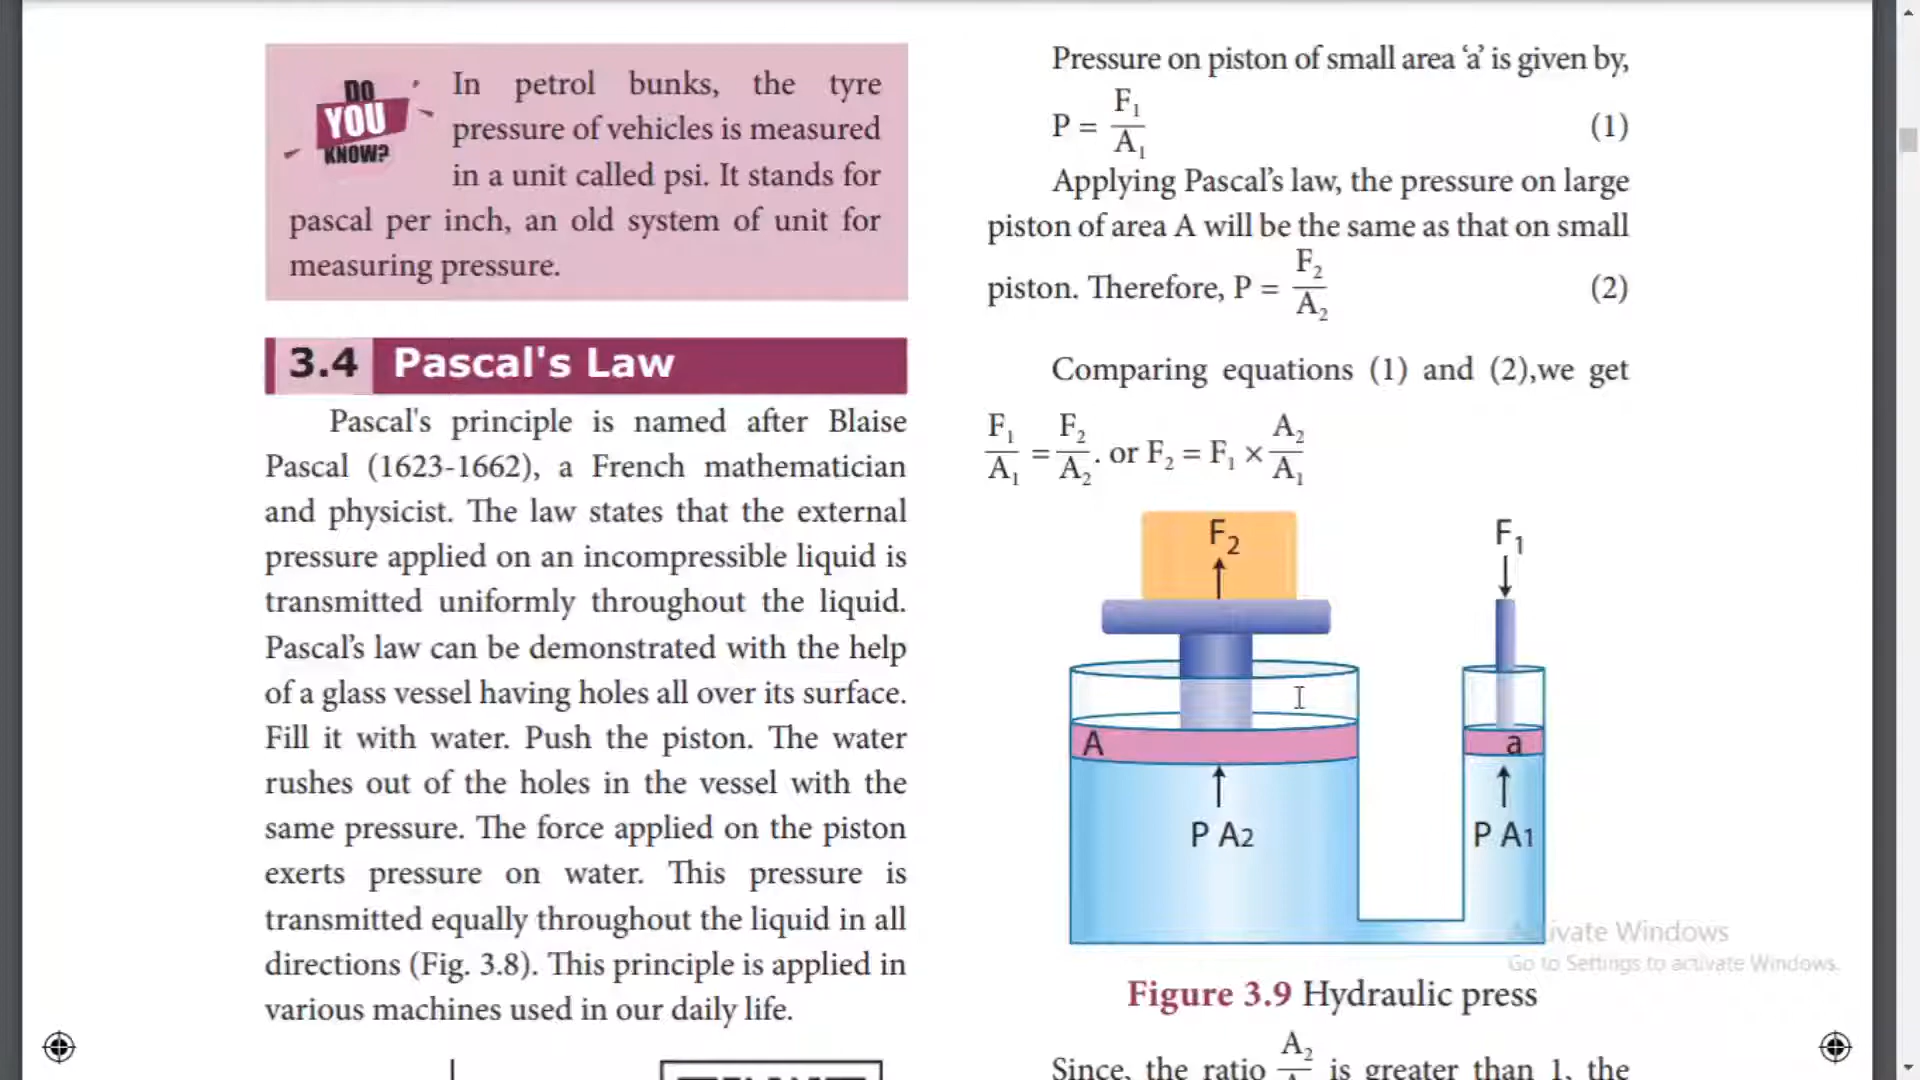 DO
YOU
KNOW?
In petrol bunks, the tyre
pressure of vehicles is measured
in a unit called psi. It stands for
pascal per inch, an old system of unit for
measuring pressure.
3.4 Pascal's Law
Pascal's principle is named after Blaise
Pascal (1623-1662), a French mathematician
and physicist. The law states that the external
pressure applied on an incompressible liquid is
transmitted uniformly throughout the liquid.
Pascal’s law can be demonstrated with the help
of a glass vessel having holes all over its surface.
Fill it with water. Push the piston. The water
rushes out of the holes in the vessel with the
same pressure. The force applied on the piston
exerts pressure on water. This pressure is
transmitted equally throughout the liquid in all
directions (Fig. 3.8). This principle is applied in
various machines used in our daily life.
Pressure on piston of small area ‘a’ is given by,
P = F₁/A₁ (1)
Applying Pascal’s law, the pressure on large
piston of area A will be the same as that on small
piston. Therefore, P = F₂/A₂ (2)
Comparing equations (1) and (2),we get
F₁/A₁ = F₂/A₂. or F₂ = F₁ × A₂/A₁
F₂ F₁
A a
P A2 P A1
Windows
Go to Settings to activate Windows.
Figure 3.9 Hydraulic press
Since, the ratio A₂ is greater than 1, the